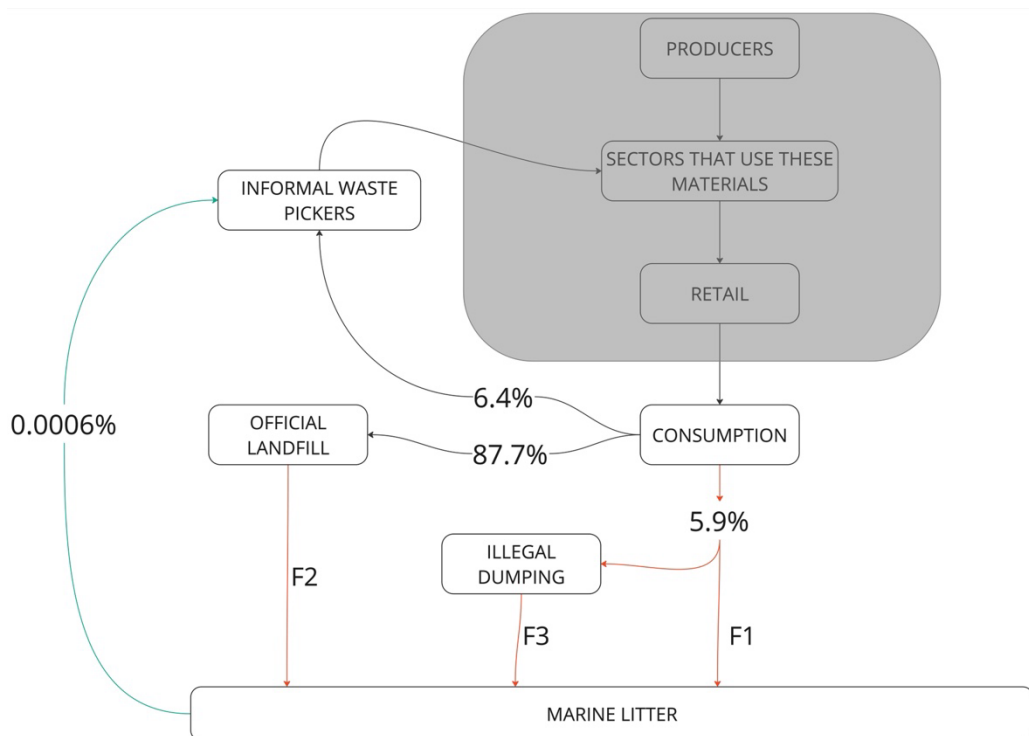 PRODUCERS
SECTORS THAT USE THESE
MATERIALS
INFORMAL WASTE
PICKERS
RETAIL
6.4%
0.0006%
OFFICIAL
LANDFILL
CONSUMPTION
87.7%
5.9%
ILLEGAL
DUMPING
F2
F3
F1
MARINE LITTER